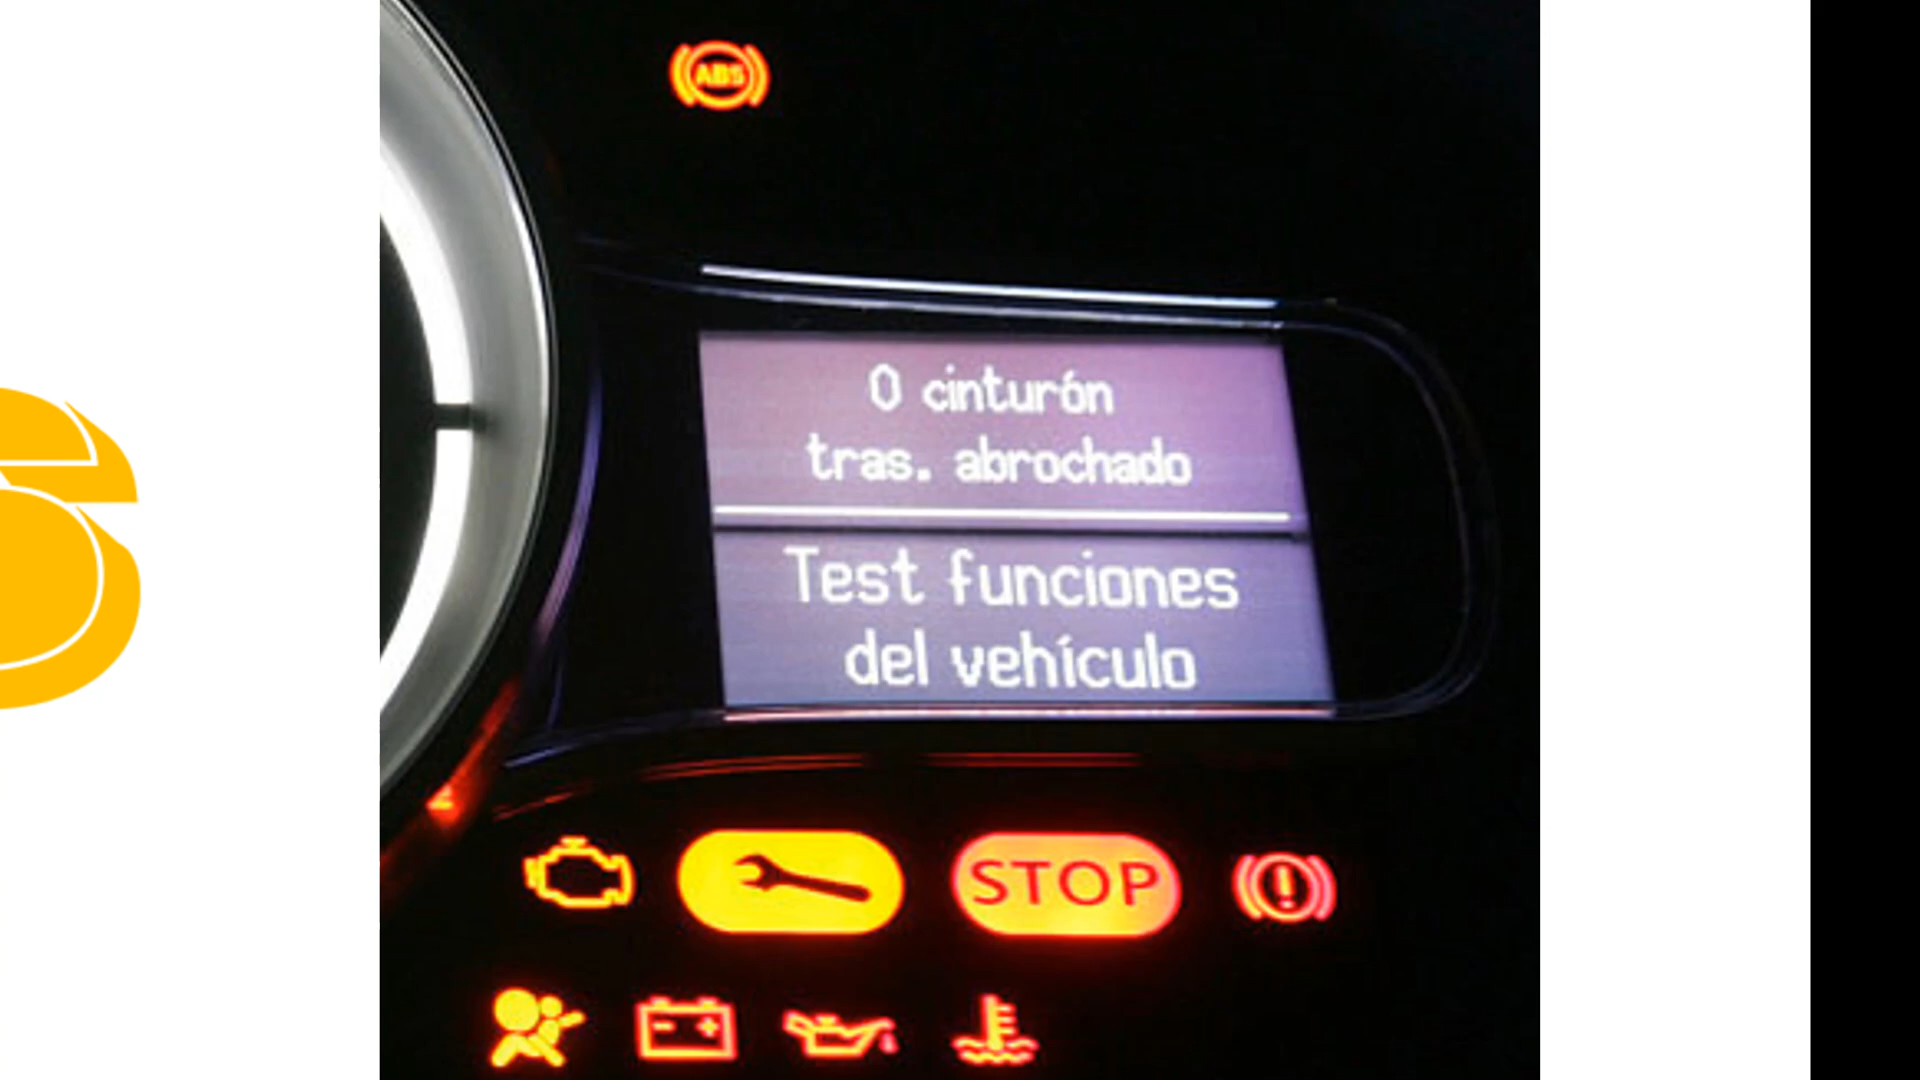 S
ABS
0 cinturón
tras. abrochado
Test funciones
del vehículo
STOP